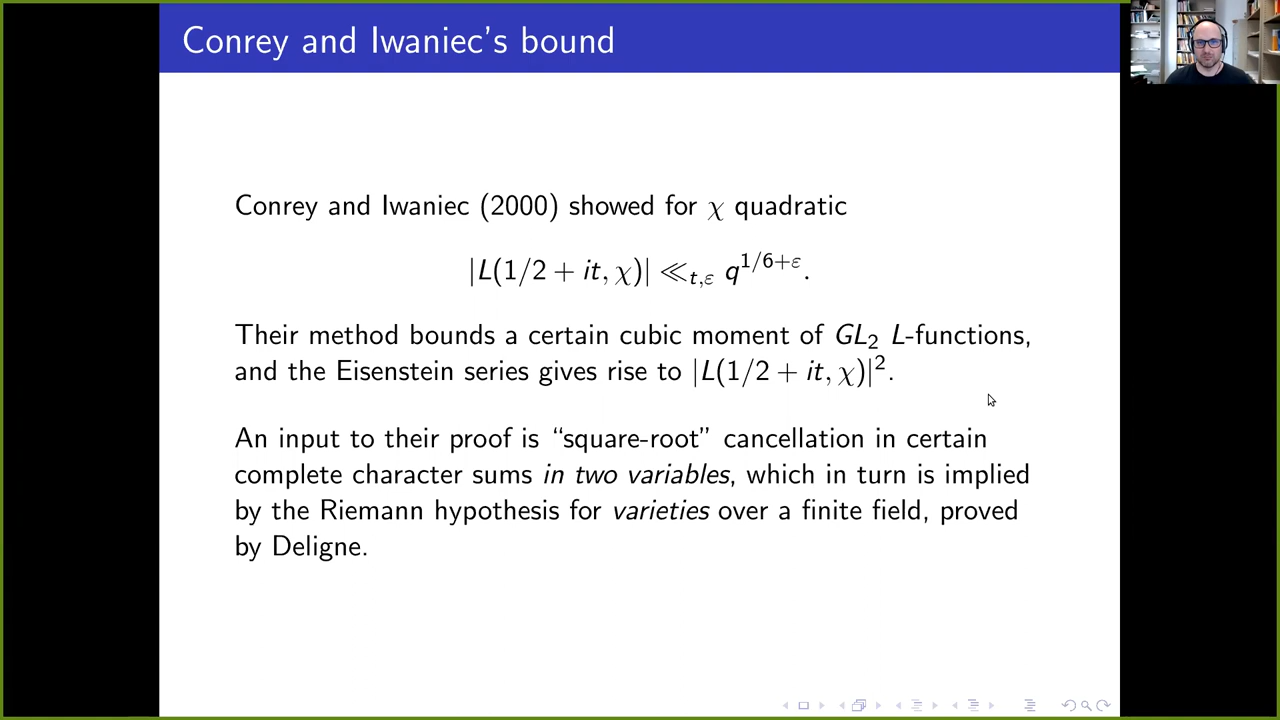 Conrey and Iwaniec's bound
Conrey and Iwaniec (2000) showed for χ quadratic
|L(1/2 + it, χ)| ≪_{t,ε} q^{1/6+ε}.
Their method bounds a certain cubic moment of GL₂ L-functions,
and the Eisenstein series gives rise to |L(1/2 + it, χ)|².
An input to their proof is “square-root” cancellation in certain
complete character sums in two variables, which in turn is implied
by the Riemann hypothesis for varieties over a finite field, proved
by Deligne.